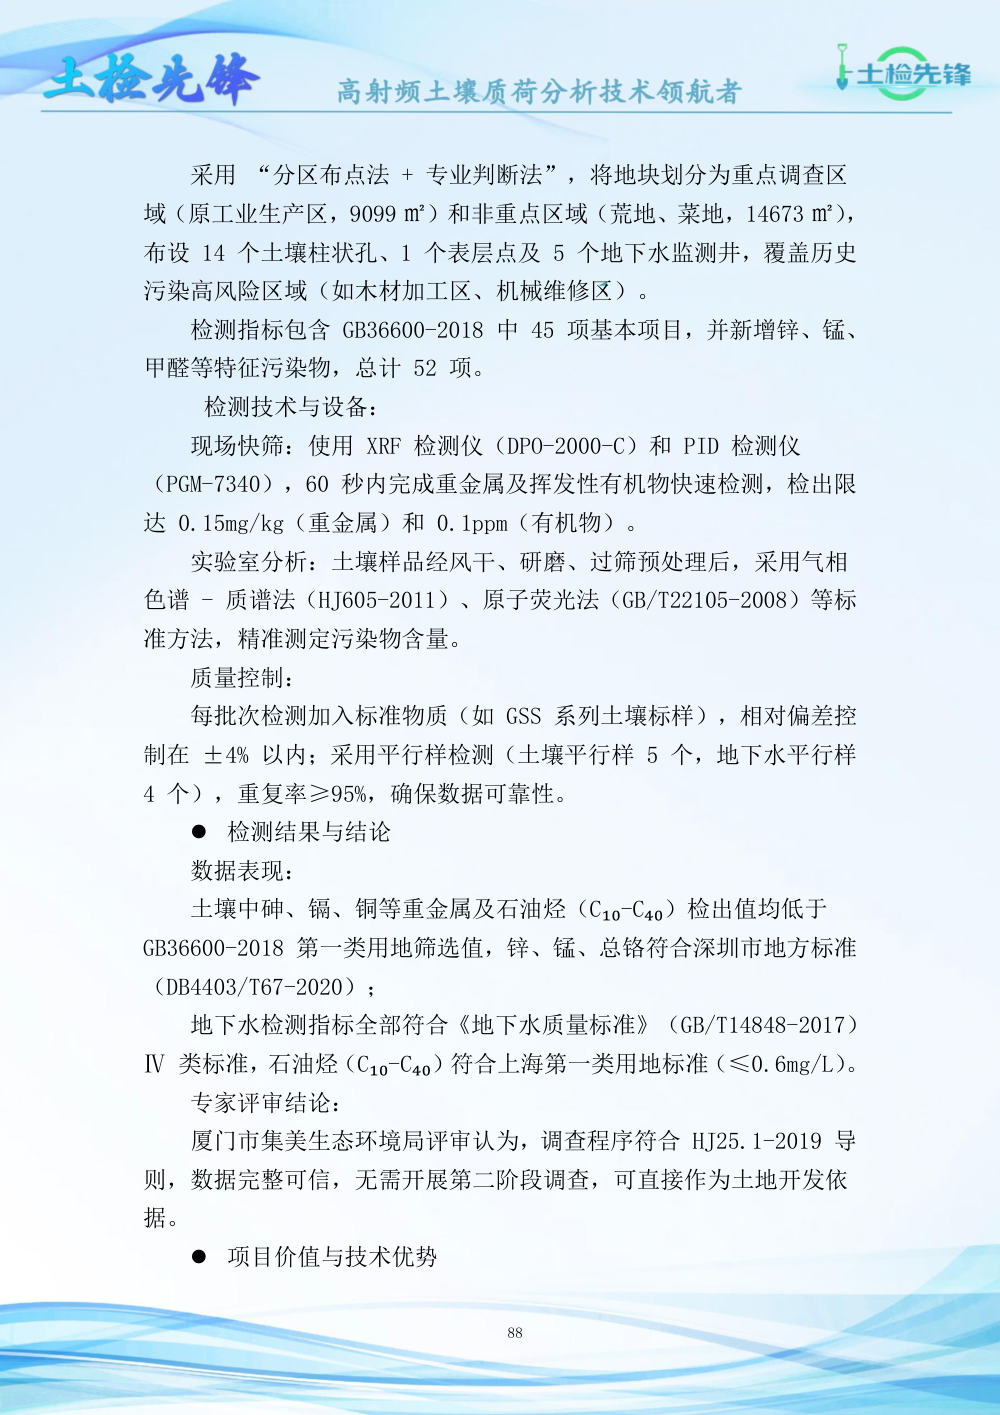 土检先锋
高射频土壤质荷分析技术领航者
土检先锋
采用 “分区布点法 + 专业判断法”，将地块划分为重点调查区
域（原工业生产区，9099 ㎡）和非重点区域（荒地、菜地，14673 ㎡），
布设 14 个土壤柱状孔、1 个表层点及 5 个地下水监测井，覆盖历史
污染高风险区域（如木材加工区、机械维修区）。
检测指标包含 GB36600-2018 中 45 项基本项目，并新增锌、锰、
甲醛等特征污染物，总计 52 项。
检测技术与设备：
现场快筛：使用 XRF 检测仪（DPO-2000-C）和 PID 检测仪
（PGM-7340），60 秒内完成重金属及挥发性有机物快速检测，检出限
达 0.15mg/kg（重金属）和 0.1ppm（有机物）。
实验室分析：土壤样品经风干、研磨、过筛预处理后，采用气相
色谱 - 质谱法（HJ605-2011）、原子荧光法（GB/T22105-2008）等标
准方法，精准测定污染物含量。
质量控制：
每批次检测加入标准物质（如 GSS 系列土壤标样），相对偏差控
制在 ±4% 以内；采用平行样检测（土壤平行样 5 个，地下水平行样
4 个），重复率≥95%，确保数据可靠性。
● 检测结果与结论
数据表现：
土壤中砷、镉、铜等重金属及石油烃（C₁₀-C₄₀）检出值均低于
GB36600-2018 第一类用地筛选值，锌、锰、总铬符合深圳市地方标准
（DB4403/T67-2020）；
地下水检测指标全部符合《地下水质量标准》（GB/T14848-2017）
Ⅳ 类标准，石油烃（C₁₀-C₄₀）符合上海第一类用地标准（≤0.6mg/L）。
专家评审结论：
厦门市集美生态环境局评审认为，调查程序符合 HJ25.1-2019 导
则，数据完整可信，无需开展第二阶段调查，可直接作为土地开发依
据。
● 项目价值与技术优势
88